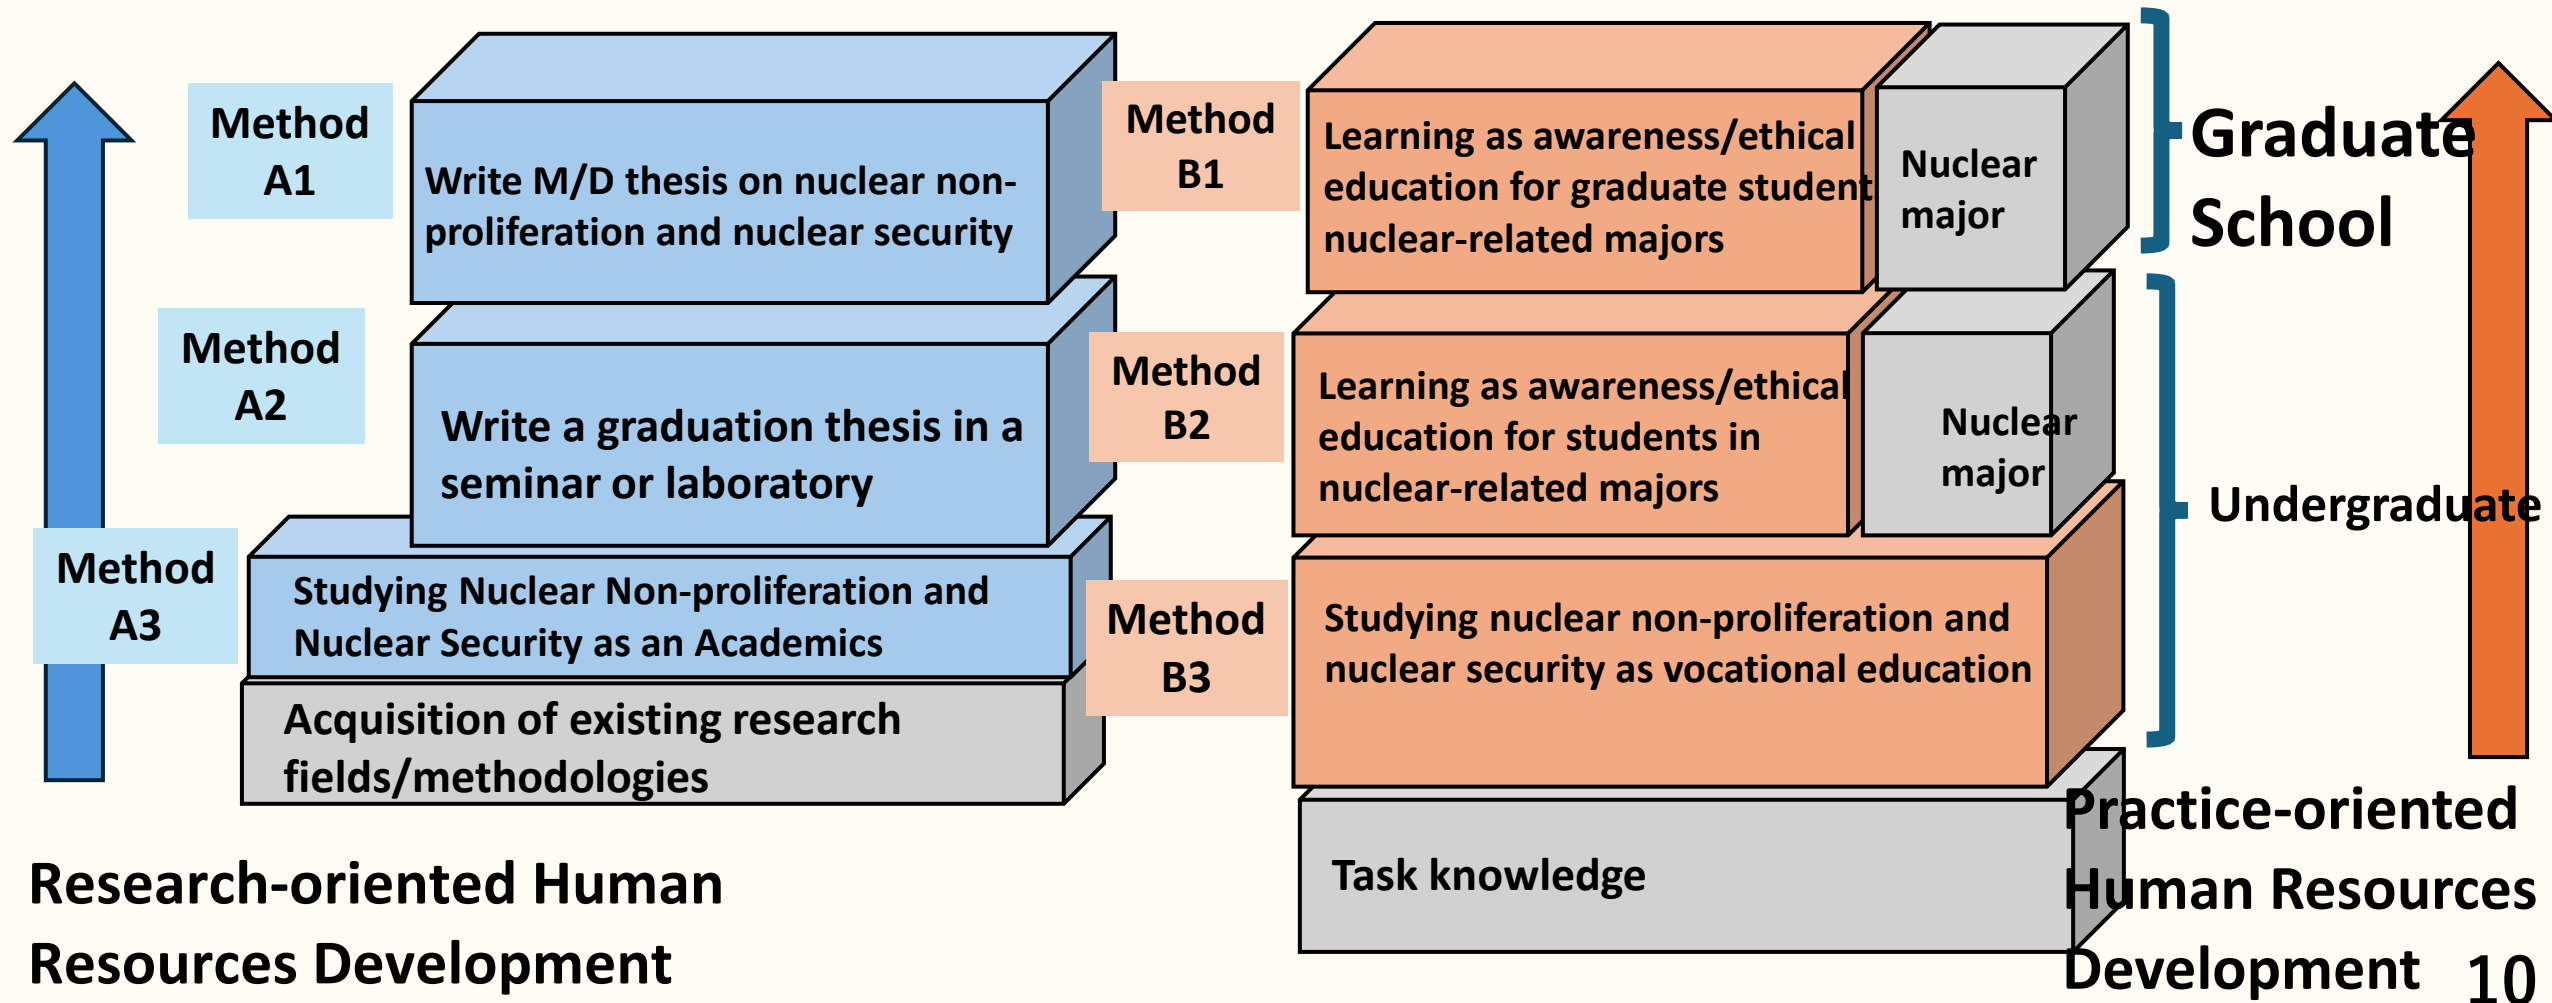 Method
A1
Write M/D thesis on nuclear non-
proliferation and nuclear security
Method
A2
Write a graduation thesis in a
seminar or laboratory
Method
A3
Studying Nuclear Non-proliferation and
Nuclear Security as an Academics
Acquisition of existing research
fields/methodologies
Research-oriented Human
Resources Development
Method
B1
Learning as awareness/ethical
education for graduate student
nuclear-related majors
Nuclear
major
Method
B2
Learning as awareness/ethical
education for students in
nuclear-related majors
Nuclear
major
Method
B3
Studying nuclear non-proliferation and
nuclear security as vocational education
Task knowledge
Graduate
School
Undergraduate
Practice-oriented
Human Resources
Development
10